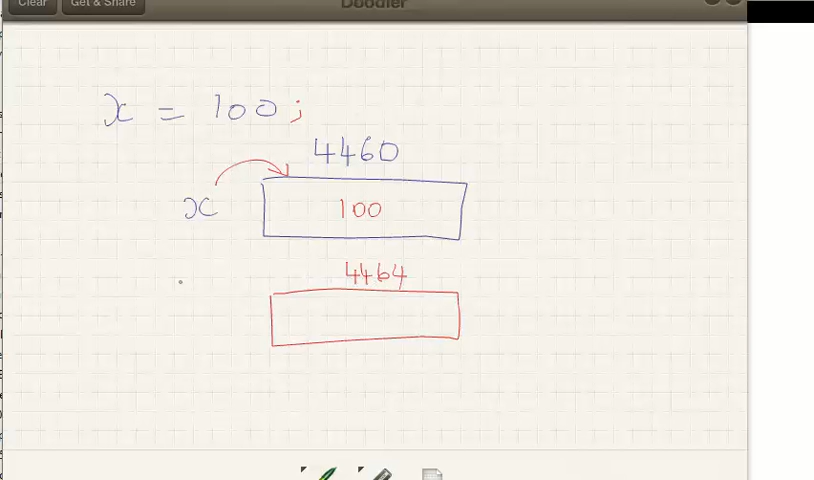 Clear Get & Share Doodler
x = 100;
4460
x 100
4464